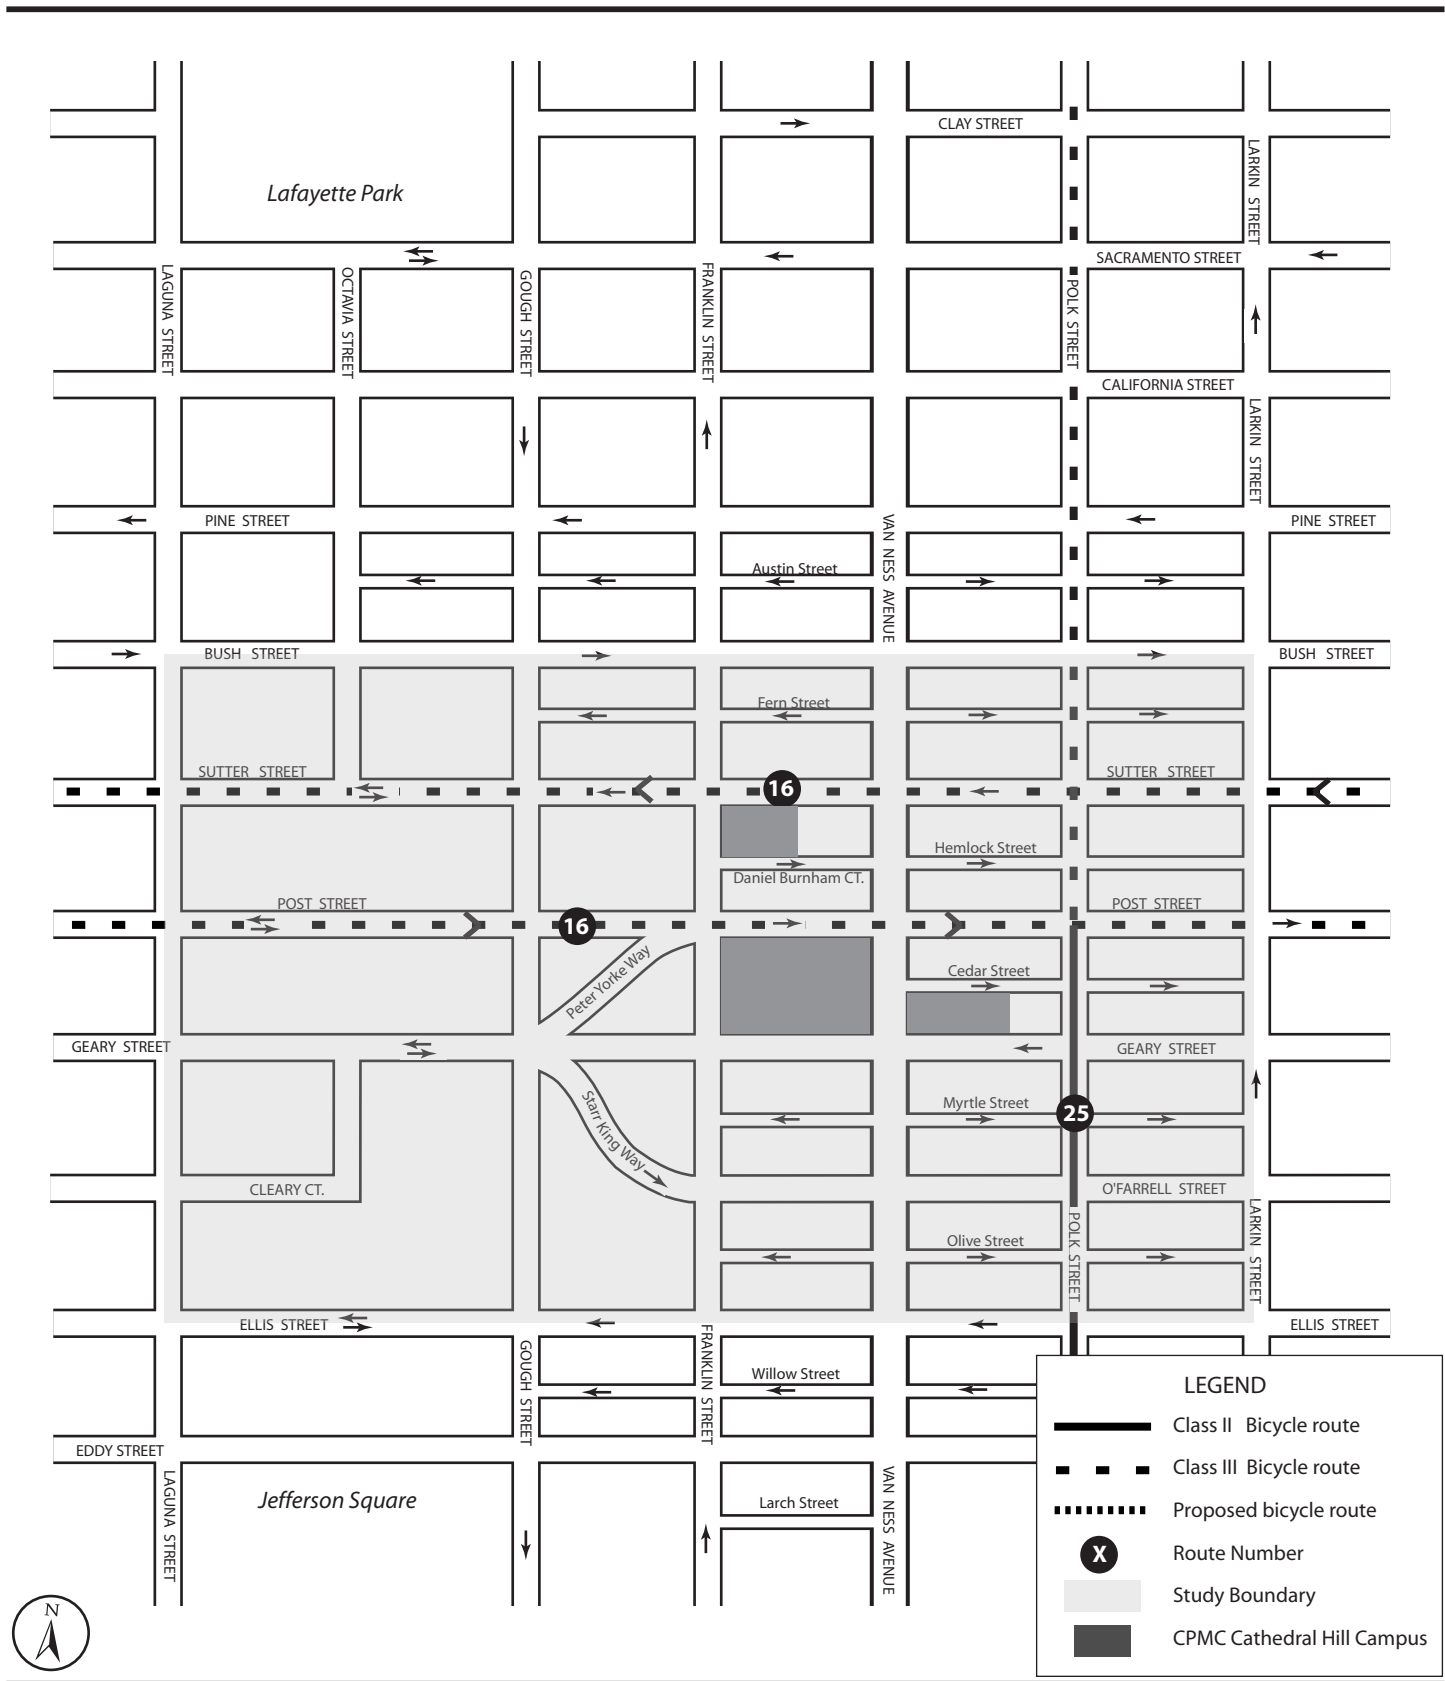 CLAY STREET
LARKIN STREET
Lafayette Park
SACRAMENTO STREET
LAGUNA STREET
OCTAVIA STREET
GOUGH STREET
FRANKLIN STREET
POLK STREET
CALIFORNIA STREET
LARKIN STREET
PINE STREET
VAN NESS AVENUE
PINE STREET
Austin Street
BUSH STREET
BUSH STREET
Fern Street
SUTTER STREET
SUTTER STREET
16
Hemlock Street
Daniel Burnham CT.
POST STREET
POST STREET
16
Peter Yorke Way
Cedar Street
GEARY STREET
GEARY STREET
Starr King Way
Myrtle Street
25
CLEARY CT.
O'FARRELL STREET
LARKIN STREET
POLK STREET
Olive Street
ELLIS STREET
ELLIS STREET
GOUGH STREET
FRANKLIN STREET
Willow Street
EDDY STREET
LAGUNA STREET
Jefferson Square
Larch Street
VAN NESS AVENUE
N
LEGEND
Class II Bicycle route
Class III Bicycle route
Proposed bicycle route
X Route Number
Study Boundary
CPMC Cathedral Hill Campus